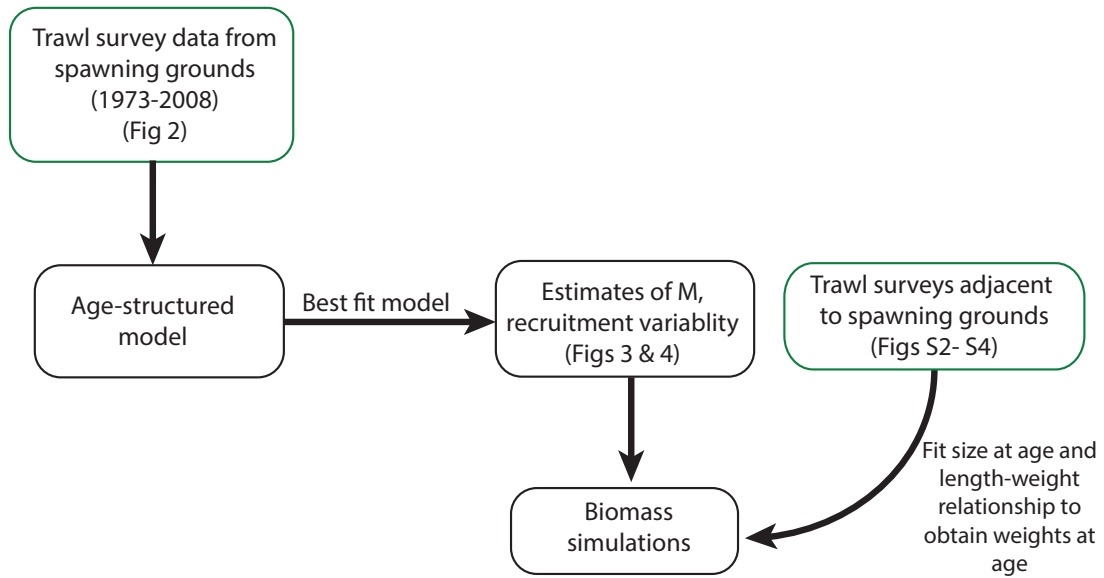 Trawl survey data from
spawning grounds
(1973-2008)
(Fig 2)
Age-structured
model
Best fit model
Estimates of M,
recruitment variablity
(Figs 3 & 4)
Trawl surveys adjacent
to spawning grounds
(Figs S2- S4)
Fit size at age and
length-weight
relationship to
obtain weights at
age
Biomass
simulations